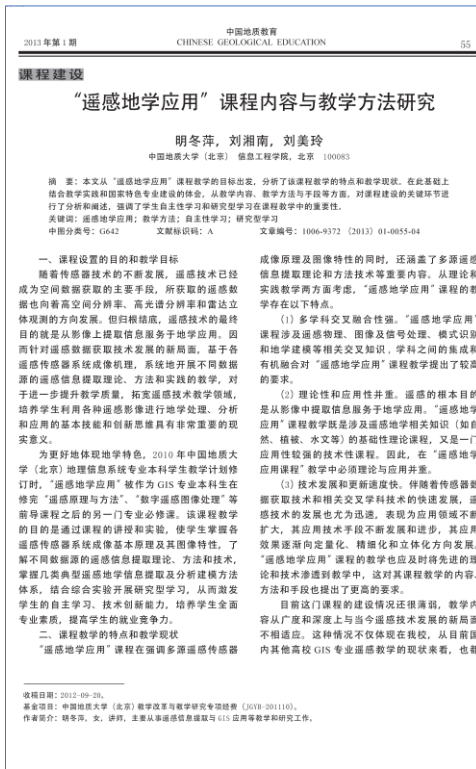 中国地质教育
2013 年第 1 期
CHINESE GEOLOGICAL EDUCATION
55
课程建设
“遥感地学应用”课程内容与教学方法研究
明冬萍，刘湘南，刘美玲
中国地质大学（北京） 信息工程学院，北京 100083
摘 要：本文从“遥感地学应用”课程教学的目标出发，分析了该课程教学的特点和教学现状。在此基础上
结合教学实践和国家特色专业建设的体会，从教学内容、教学方法与手段等方面，对课程建设的关键环节进
行了分析和阐述，强调了学生自主性学习和研究型学习在课程教学中的重要性。
关键词：遥感地学应用；教学方法；自主性学习；研究型学习
中图分类号：G642 文献标识码：A 文章编号：1006-9372 （2013）01-0055-04
一、课程设置的目的和教学目标
随着传感器技术的不断发展，遥感技术已经
成为空间数据获取的主要手段，所获取的遥感数
据也向着高空间分辨率、高光谱分辨率和雷达立
体观测的方向发展。但归根结底，遥感技术的最终
目的就是从影像上提取信息服务于地学应用。因
而针对遥感数据获取技术发展的新局面，基于各
遥感传感器系统成像机理，系统地开展不同数据
源的遥感信息提取理论、方法和实践的教学，对
于进一步提升教学质量，拓宽遥感技术教学领域，
培养学生利用各种遥感影像进行地学处理、分析
和应用的基本技能和创新思维具有非常重要的现
实意义。
为更好地体现地学特色，2010 年中国地质大
学（北京）地理信息系统专业本科学生教学计划修
订时，“遥感地学应用”被作为 GIS 专业本科生在
修完 “遥感原理与方法”、“数字遥感图像处理” 等
前导课程之后的另一门专业必修课。该课程教学
的目的是通过课程的讲授和实验，使学生掌握各
遥感传感器系统成像基本原理及其图像特性，了
解不同数据源的遥感信息提取理论、方法和技术，
掌握几类典型遥感地学信息提取及分析建模方法
体系，结合综合实验开展研究型学习，从而激发
学生的自主学习、技术创新能力，培养学生全面
专业素质，提高学生的就业竞争力。
二、课程教学的特点和教学现状
“遥感地学应用”课程在强调多源遥感传感器
成像原理及图像特性的同时，还涵盖了多源遥感
信息提取理论和方法技术等重要内容。从理论和
实践教学两方面考虑，“遥感地学应用”课程的教
学存在以下特点。
（1）多学科交叉融合性强。“遥感地学应用”
课程涉及遥感物理、图像及信号处理、模式识别
和地学建模等相关交叉知识，学科之间的集成和
有机融合对“遥感地学应用”课程教学提出了较高
的要求。
（2）理论性和应用性并重。遥感的根本目的
是从影像中提取信息服务于地学应用。“遥感地学
应用”课程教学既是涉及遥感地学相关知识（如自
然、植被、水文等）的基础性理论课程，又是一门
应用性较强的技术性课程。因此，在“遥感地学
应用课程”教学中必须理论与应用并重。
（3）技术发展和更新速度快。伴随着传感器数
据获取技术和相关交叉学科技术的快速发展，遥
感技术的发展也尤为迅速，表现为应用领域不断
扩大，其应用技术手段不断发展和进步，其应用
效果逐渐向定量化、精细化和立体化方向发展。
“遥感地学应用”课程的教学也应及时将先进的理
论和技术渗透到教学中，这对其课程教学的内容、
方法和手段也提出了更高的要求。
目前这门课程的建设情况还很薄弱，教学内
容从广度和深度上与当今遥感技术发展的新局面
不相适应。这种情况不仅体现在我校，从目前国
内其他高校 GIS 专业遥感教学的现状来看，也都
收稿日期：2012-09-20。
基金项目：中国地质大学（北京）教学改革与教学研究专项经费（JGYB-201110）。
作者简介：明冬萍，女，讲师，主要从事遥感信息提取与 GIS 应用等教学和研究工作。